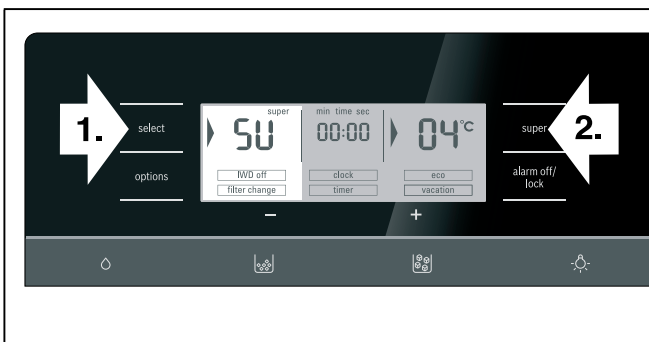 1.
select
options
super
SU
IWD off
filter change
min time sec
00:00
clock
timer
04°C
eco
vacation
super
2.
alarm off/
lock
− +